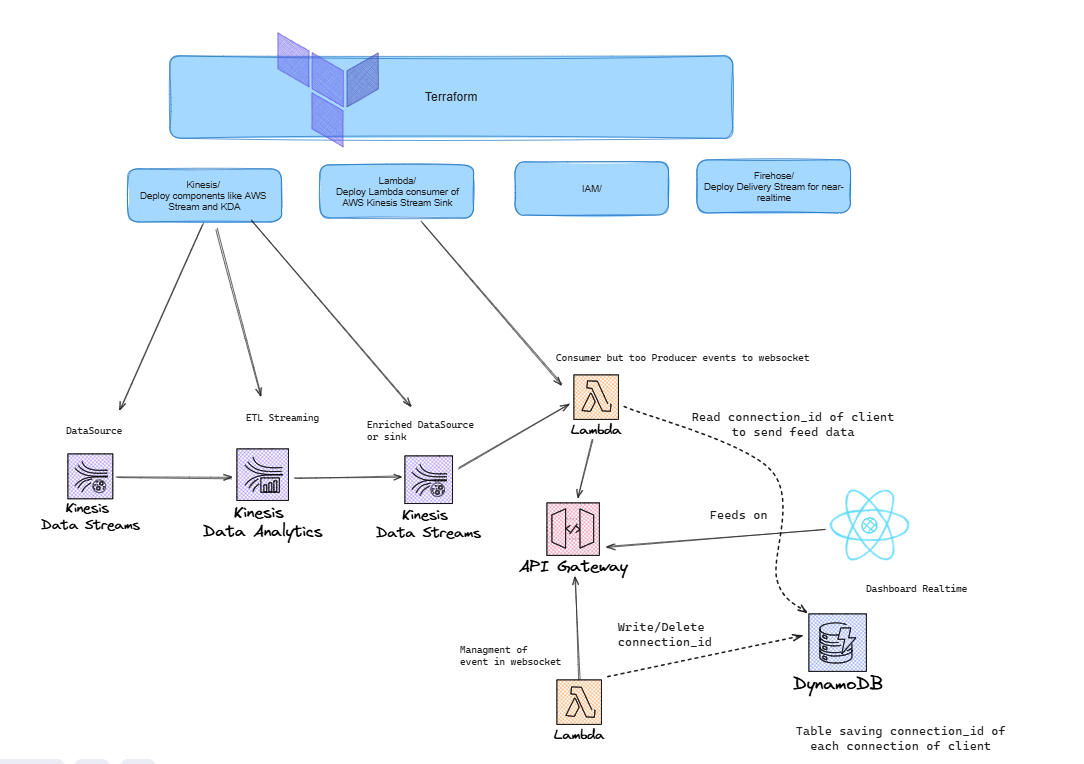 Terraform
Kinesis/
Deploy components like AWS
Stream and KDA
Lambda/
Deploy Lambda consumer of
AWS Kinesis Stream Sink
IAM/
Firehose/
Deploy Delivery Stream for near-
realtime
Consumer but too Producer events to websocket
DataSource
ETL Streaming
Enriched DataSource
or sink
Lambda
Read connection_id of client
to send feed data
Kinesis
Data Streams
Kinesis
Data Analytics
Kinesis
Data Streams
Feeds on
API Gateway
Dashboard Realtime
Write/Delete
connection_id
Managment of
event in websocket
DynamoDB
Lambda
Table saving connection_id of
each connection of client